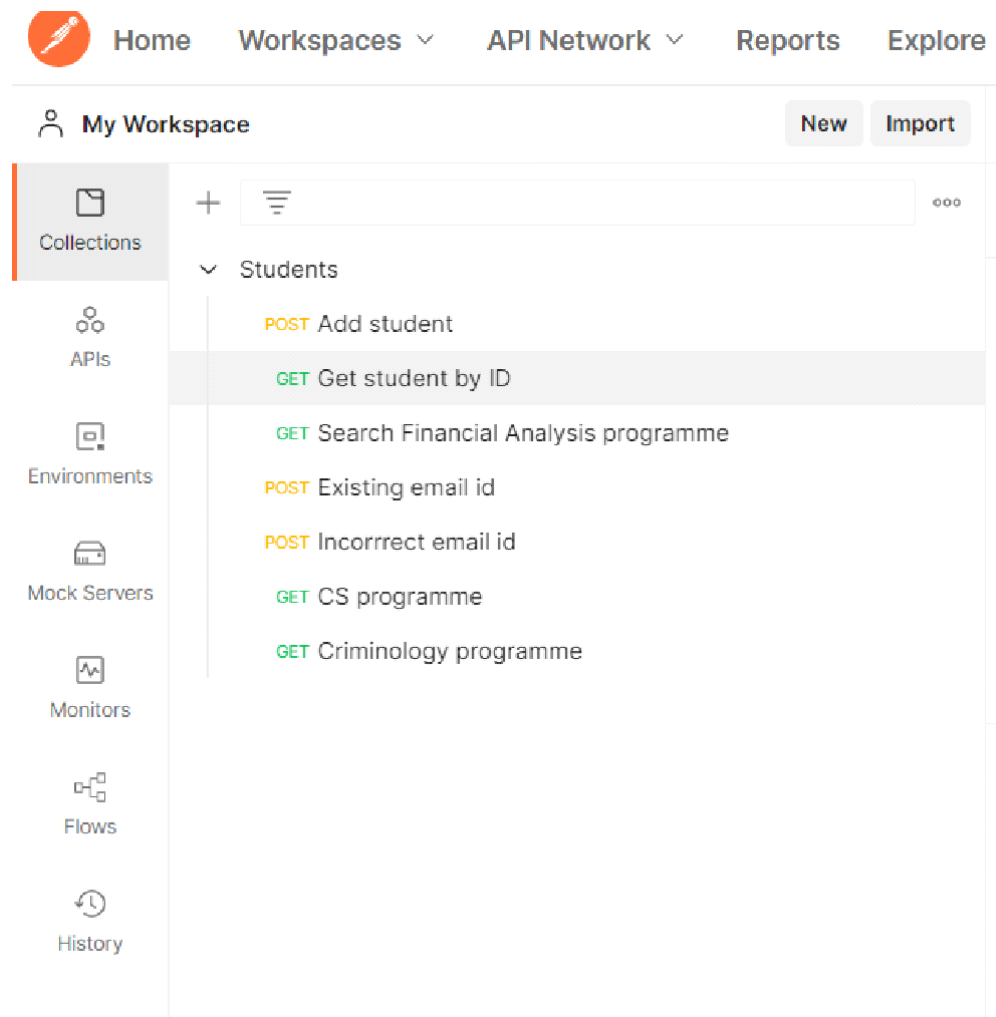 Home Workspaces API Network Reports Explore
My Workspace New Import
Collections
Students
POST Add student
APIs
GET Get student by ID
GET Search Financial Analysis programme
Environments
POST Existing email id
POST Incorrrect email id
Mock Servers
GET CS programme
GET Criminology programme
Monitors
Flows
History